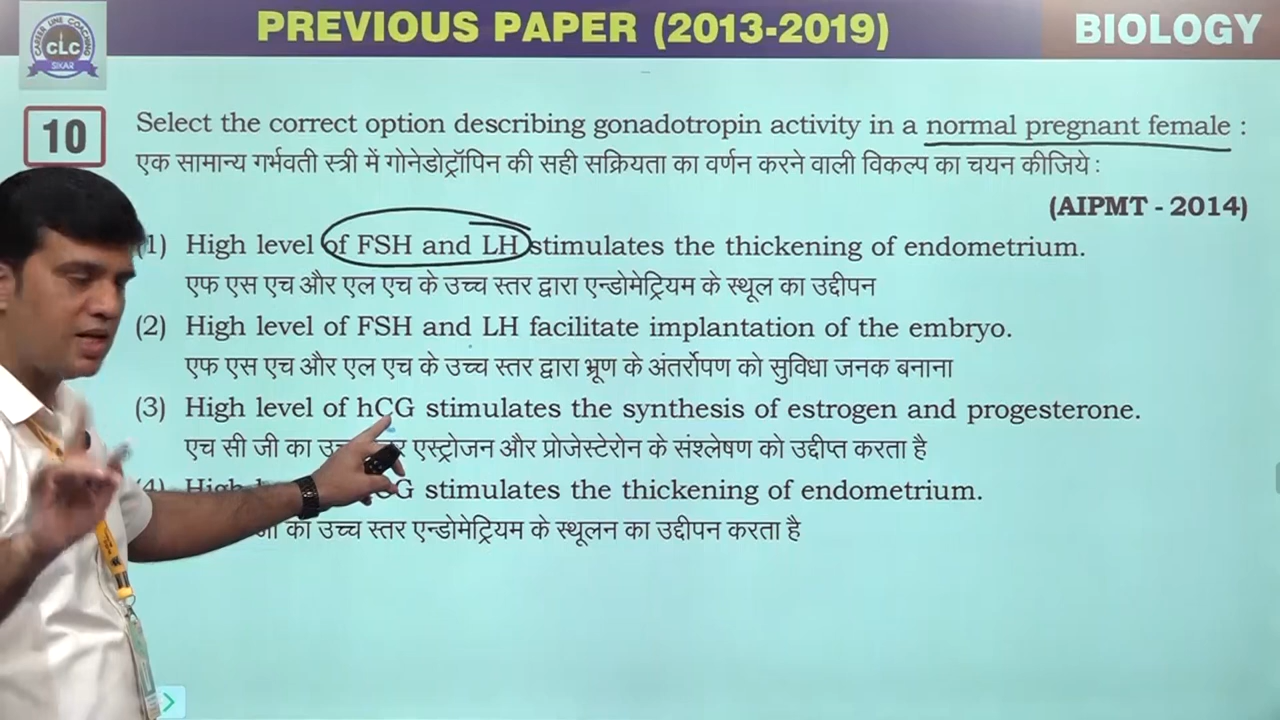 PREVIOUS PAPER (2013-2019)
BIOLOGY
CAREER LINE COACHING
CLC
SIKAR
10
Select the correct option describing gonadotropin activity in a normal pregnant female :
एक सामान्य गर्भवती स्त्री में गोनेडोट्रॉपिन की सही सक्रियता का वर्णन करने वाली विकल्प का चयन कीजिये :
(AIPMT - 2014)
(1) High level of FSH and LH stimulates the thickening of endometrium.
एफ एस एच और एल एच के उच्च स्तर द्वारा एन्डोमेट्रियम के स्थूल का उद्दीपन
(2) High level of FSH and LH facilitate implantation of the embryo.
एफ एस एच और एल एच के उच्च स्तर द्वारा भ्रूण के अंतर्रोपण को सुविधा जनक बनाना
(3) High level of hCG stimulates the synthesis of estrogen and progesterone.
एच सी जी का एस्ट्रोजन और प्रोजेस्टेरोन के संश्लेषण को उद्दीप्त करता है
(4) High stimulates the thickening of endometrium.
का उच्च स्तर एन्डोमेट्रियम के स्थूलन का उद्दीपन करता है